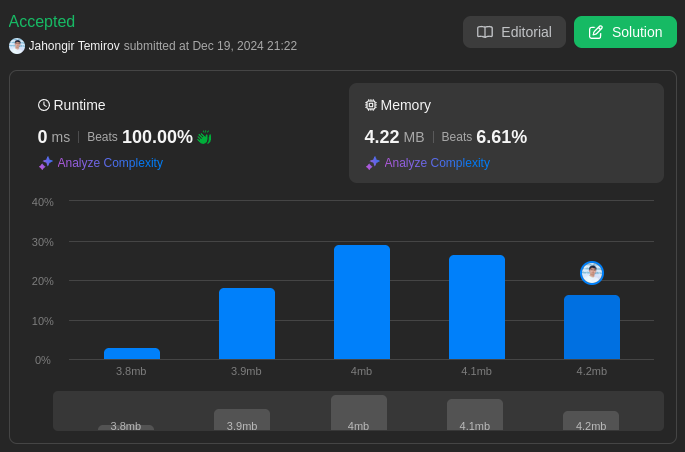 Accepted
Jahongir Temirov submitted at Dec 19, 2024 21:22
Editorial
Solution
Runtime
0 ms Beats 100.00%
Analyze Complexity
Memory
4.22 MB Beats 6.61%
Analyze Complexity
40%
30%
20%
10%
0%
3.8mb 3.9mb 4mb 4.1mb 4.2mb
3.8mb 3.9mb 4mb 4.1mb 4.2mb